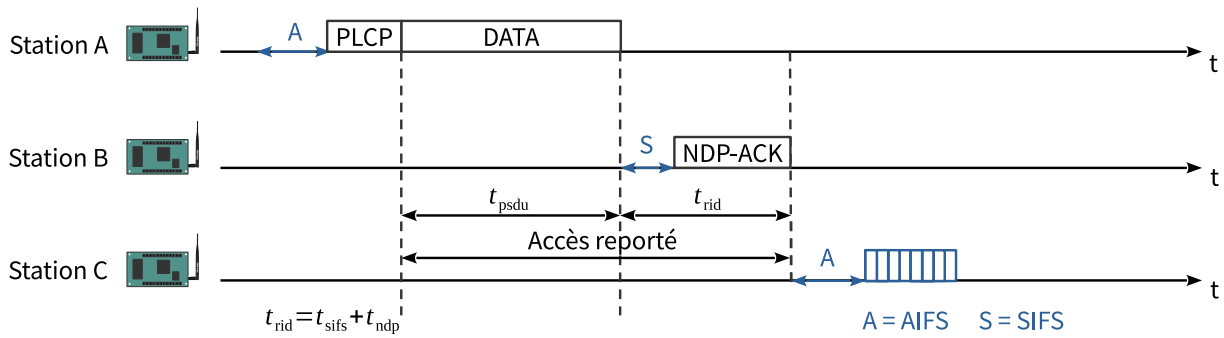 Station A
A
PLCP
DATA
t
Station B
S
NDP-ACK
t
t_psdu
t_rid
Accès reporté
Station C
A
t
t_rid=t_sifs+t_ndp
A = AIFS
S = SIFS